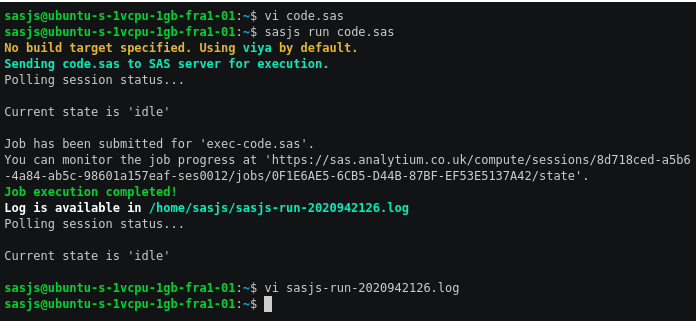 sasjs@ubuntu-s-1vcpu-1gb-fra1-01:~$ vi code.sas
sasjs@ubuntu-s-1vcpu-1gb-fra1-01:~$ sasjs run code.sas
No build target specified. Using viya by default.
Sending code.sas to SAS server for execution.
Polling session status...
Current state is 'idle'
Job has been submitted for 'exec-code.sas'.
You can monitor the job progress at 'https://sas.analytium.co.uk/compute/sessions/8d718ced-a5b6
-4a84-ab5c-98601a157eaf-ses0012/jobs/0F1E6AE5-6CB5-D44B-87BF-EF53E5137A42/state'.
Job execution completed!
Log is available in /home/sasjs/sasjs-run-2020942126.log
Polling session status...
Current state is 'idle'
sasjs@ubuntu-s-1vcpu-1gb-fra1-01:~$ vi sasjs-run-2020942126.log
sasjs@ubuntu-s-1vcpu-1gb-fra1-01:~$